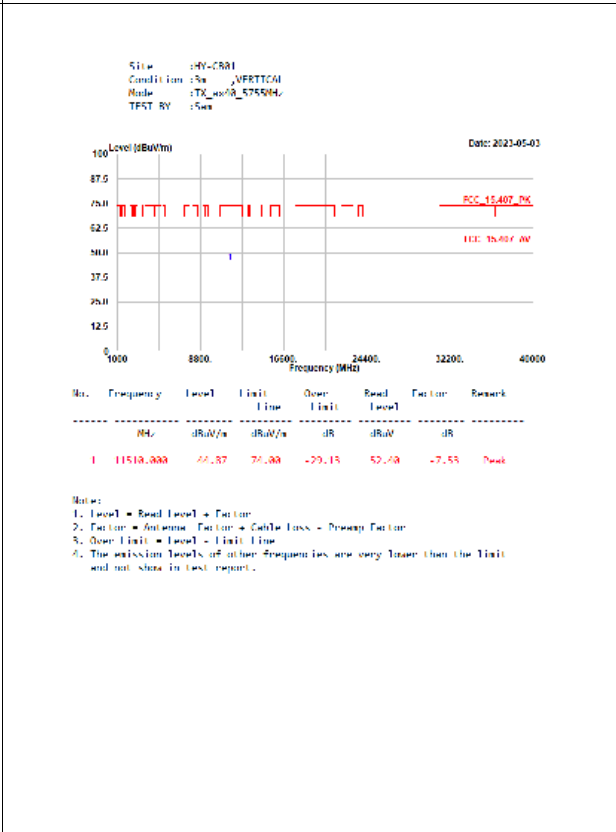 Site :HY-CB01
Condition :3m ,VERTICAL
Mode :TX_ax40_5755MHz
TEST BY :Sam
Level (dBuV/m)
Date: 2023-05-03
100
87.5
75.0
FCC_15.407_PK
62.5
FCC_15.407_AV
50.0
1
37.5
25.0
12.5
0
1000 8800. 16600. 24400. 32200. 40000
Frequency (MHz)
No. Frequency Level Limit Over Read Factor Remark
Line Limit Level
------- ----------- -------- -------- --------- -------- --------- ---------
MHz dBuV/m dBuV/m dB dBuV dB
1 11510.000 44.87 74.00 -29.13 52.40 -7.53 Peak
Note:
1. Level = Read Level + Factor
2. Factor = Antenna Factor + Cable Loss - Preamp Factor
3. Over Limit = Level - Limit Line
4. The emission levels of other frequencies are very lower than the limit
and not show in test report.